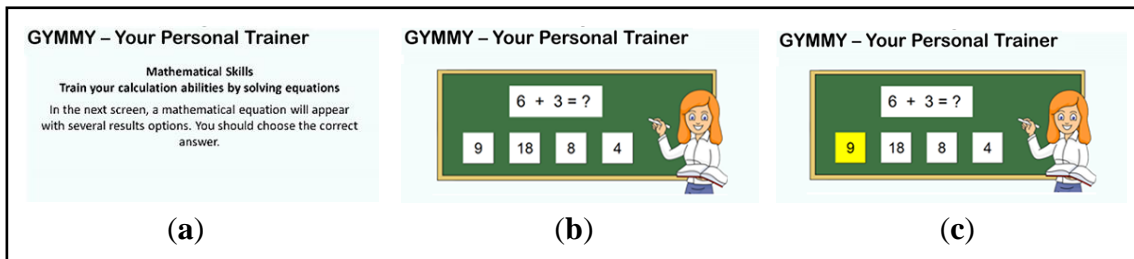 GYMMY – Your Personal Trainer
Mathematical Skills
Train your calculation abilities by solving equations
In the next screen, a mathematical equation will appear
with several results options. You should choose the correct
answer.
(a)
GYMMY – Your Personal Trainer
6 + 3 = ?
9 18 8 4
(b)
GYMMY – Your Personal Trainer
6 + 3 = ?
9 18 8 4
(c)